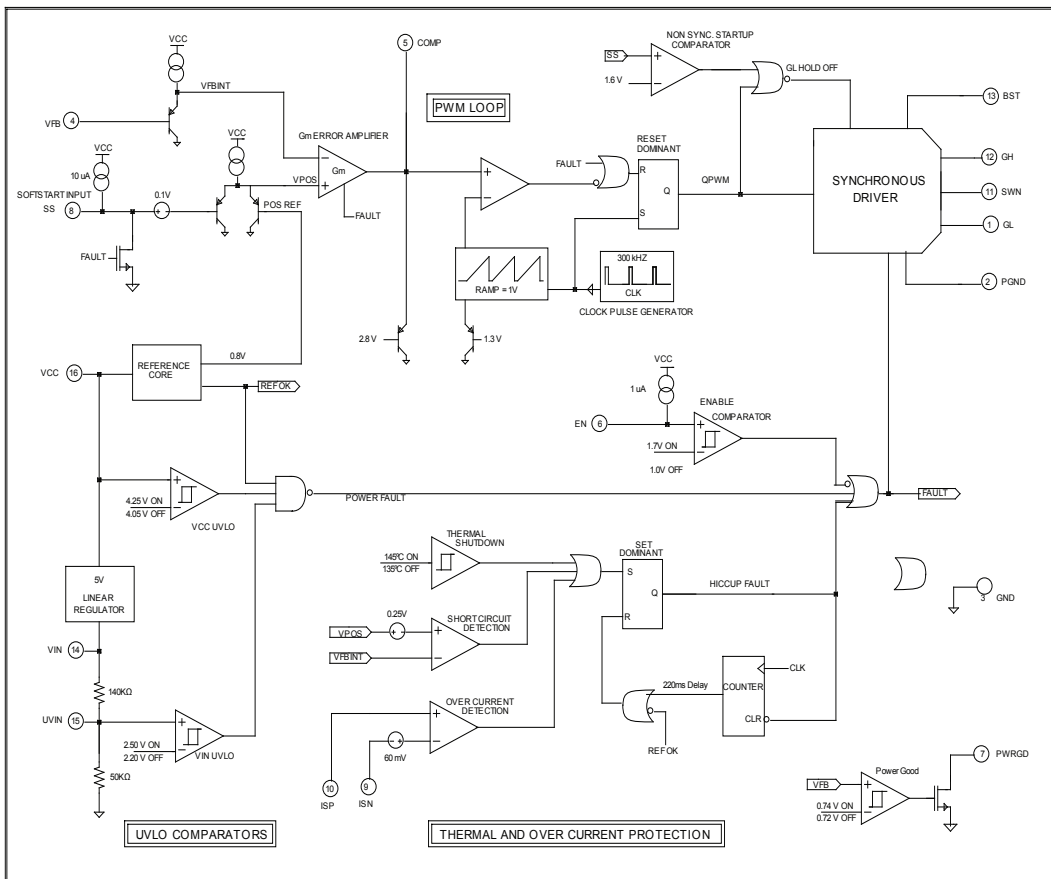 VCC
5
COMP
NON SYNC. STARTUP
COMPARATOR
SS
+
1.6 V
−
GL HOLD OFF
VFBINT
VFB
4
PWM LOOP
13
BST
Gm ERROR AMPLIFIER
−
Gm
+
VPOS
FAULT
VCC
VCC
10 uA
SOFTSTART INPUT
SS
8
0.1V
+ -
POS REF
FAULT
+
−
FAULT
RESET
DOMINANT
R
Q
S
QPWM
SYNCHRONOUS
DRIVER
12
GH
11
SWN
1
GL
2
PGND
RAMP = 1V
300 kHZ
CLK
CLOCK PULSE GENERATOR
2.8 V
1.3 V
VCC
16
REFERENCE
CORE
0.8V
REFOK
VCC
1 uA
EN
6
ENABLE
COMPARATOR
+
1.7V ON
−
1.0V OFF
+
4.25 V ON
−
4.05 V OFF
VCC UVLO
POWER FAULT
FAULT
THERMAL
SHUTDOWN
145ºC ON
135ºC OFF
SET
DOMINANT
S
Q
R
HICCUP FAULT
3
GND
5V
LINEAR
REGULATOR
0.25V
+ -
VPOS
VFBINT
+
−
SHORT CIRCUIT
DETECTION
VIN
14
140KΩ
UVIN
15
+
2.50 V ON
−
2.20 V OFF
VIN UVLO
50KΩ
OVER CURRENT
DETECTION
+
−
- +
60 mV
10
ISP
9
ISN
220ms Delay
COUNTER
CLK
CLR
REFOK
7
PWRGD
Power Good
VFB
+
0.74 V ON
−
0.72 V OFF
UVLO COMPARATORS
THERMAL AND OVER CURRENT PROTECTION